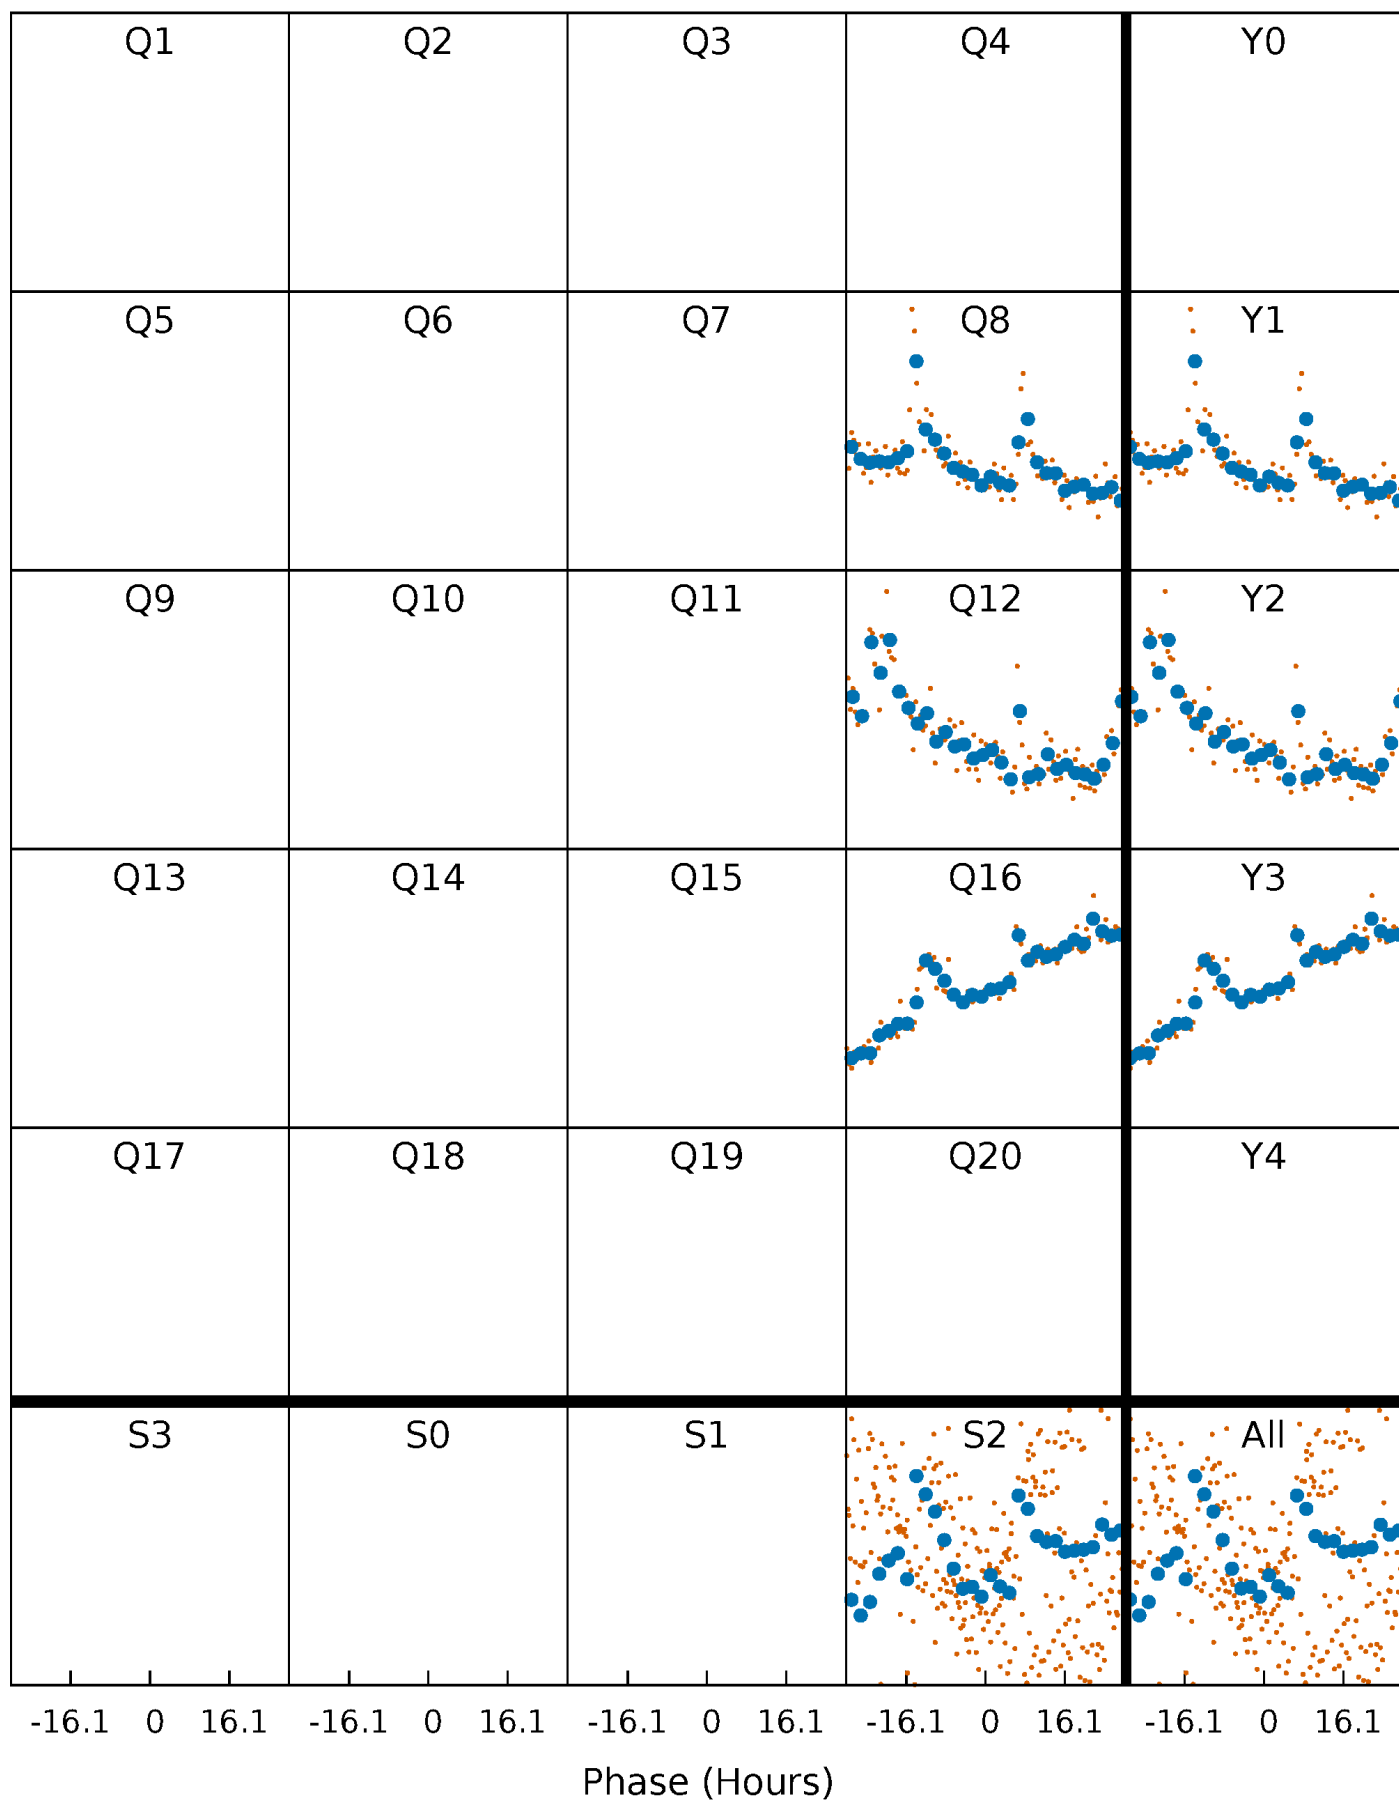 Q1 Q2 Q3 Q4 Y0
Q5 Q6 Q7 Q8 Y1
Q9 Q10 Q11 Q12 Y2
Q13 Q14 Q15 Q16 Y3
Q17 Q18 Q19 Q20 Y4
S3 S0 S1 S2 All
-16.1 0 16.1 -16.1 0 16.1 -16.1 0 16.1 -16.1 0 16.1 -16.1 0 16.1
Phase (Hours)